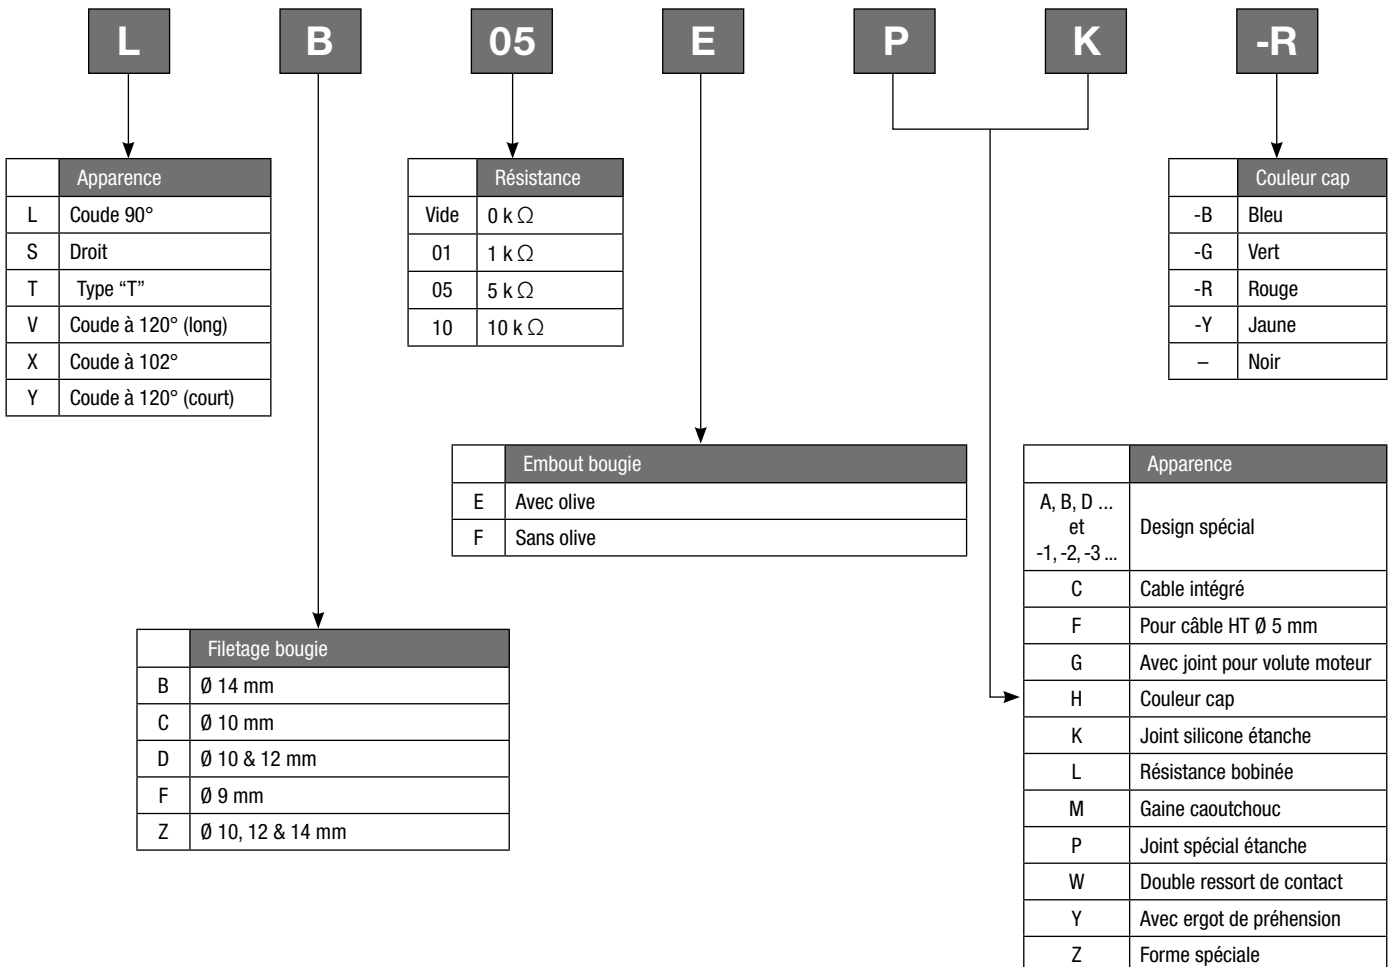 L B 05 E P K -R
Apparence
L Coude 90°
S Droit
T Type “T”
V Coude à 120° (long)
X Coude à 102°
Y Coude à 120° (court)
Résistance
Vide 0 k Ω
01 1 k Ω
05 5 k Ω
10 10 k Ω
Couleur cap
-B Bleu
-G Vert
-R Rouge
-Y Jaune
– Noir
Embout bougie
E Avec olive
F Sans olive
Filetage bougie
B Ø 14 mm
C Ø 10 mm
D Ø 10 & 12 mm
F Ø 9 mm
Z Ø 10, 12 & 14 mm
Apparence
A, B, D ...
et
-1, -2, -3 ...
Design spécial
C Cable intégré
F Pour câble HT Ø 5 mm
G Avec joint pour volute moteur
H Couleur cap
K Joint silicone étanche
L Résistance bobinée
M Gaine caoutchouc
P Joint spécial étanche
W Double ressort de contact
Y Avec ergot de préhension
Z Forme spéciale